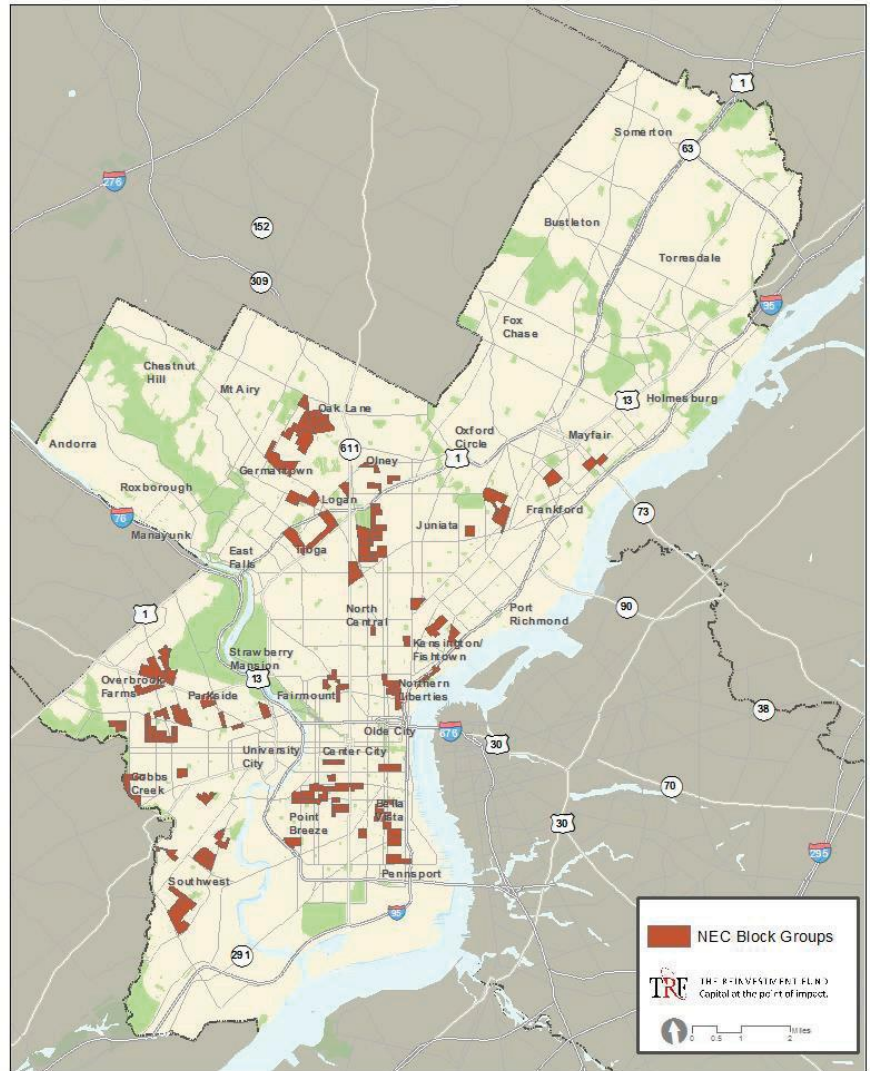 1
Somerton
63
276
Bustleton
152
Torresdale
309
95
Fox
Chase
Chestnut
Hill
Mt Airy
13
Holmesburg
Oak Lane
Oxford
Circle
Mayfair
Andorra
611
Olney
1
Germantown
Roxborough
Logan
Frankford
73
76
Juniata
Manayunk
Tioga
East
Falls
90
North
Central
Port
Richmond
1
Kensington/
Fishtown
Strawberry
Mansion
Overbrook
Farms
13
Parkside
Fairmount
Northern
Liberties
38
Olde City
676
30
University
City
Center City
Cobbs
Creek
70
Point
Breeze
Bella
Vista
30
295
Pennsport
Southwest
95
291
NEC Block Groups
TRF
THE REINVESTMENT FUND
Capital at the point of impact.
0 0.5 1 2 Miles